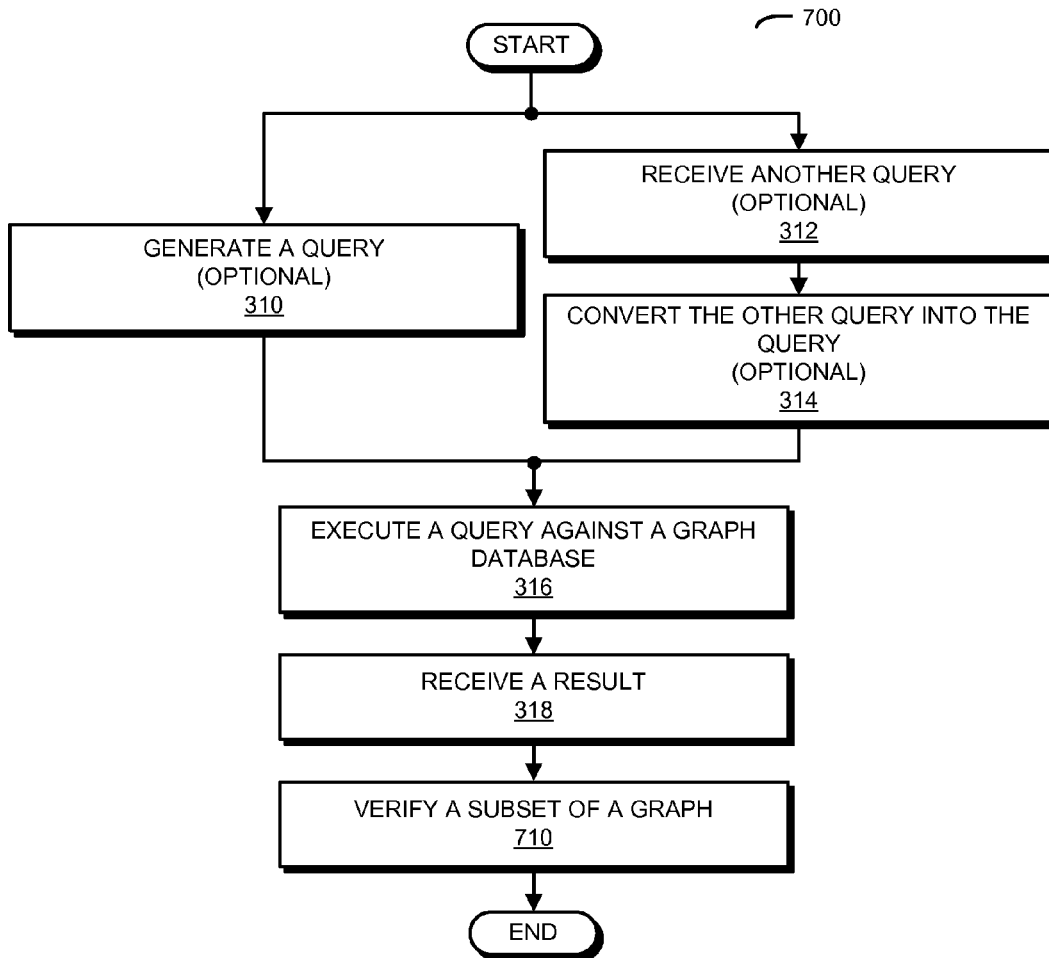 700
START
RECEIVE ANOTHER QUERY
(OPTIONAL)
312
GENERATE A QUERY
(OPTIONAL)
310
CONVERT THE OTHER QUERY INTO THE
QUERY
(OPTIONAL)
314
EXECUTE A QUERY AGAINST A GRAPH
DATABASE
316
RECEIVE A RESULT
318
VERIFY A SUBSET OF A GRAPH
710
END